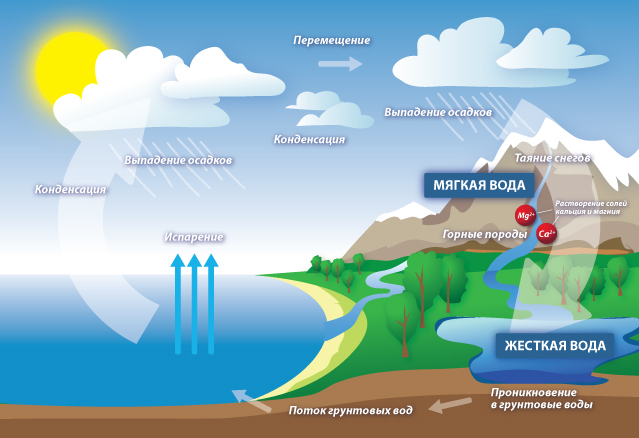 Перемещение
Выпадение осадков
Конденсация
Выпадение осадков
Таяние снегов
Конденсация
МЯГКАЯ ВОДА
Растворение солей
кальция и магния
Mg²⁺
Ca²⁺
Горные породы
Испарение
ЖЕСТКАЯ ВОДА
Проникновение
в грунтовые воды
Поток грунтовых вод